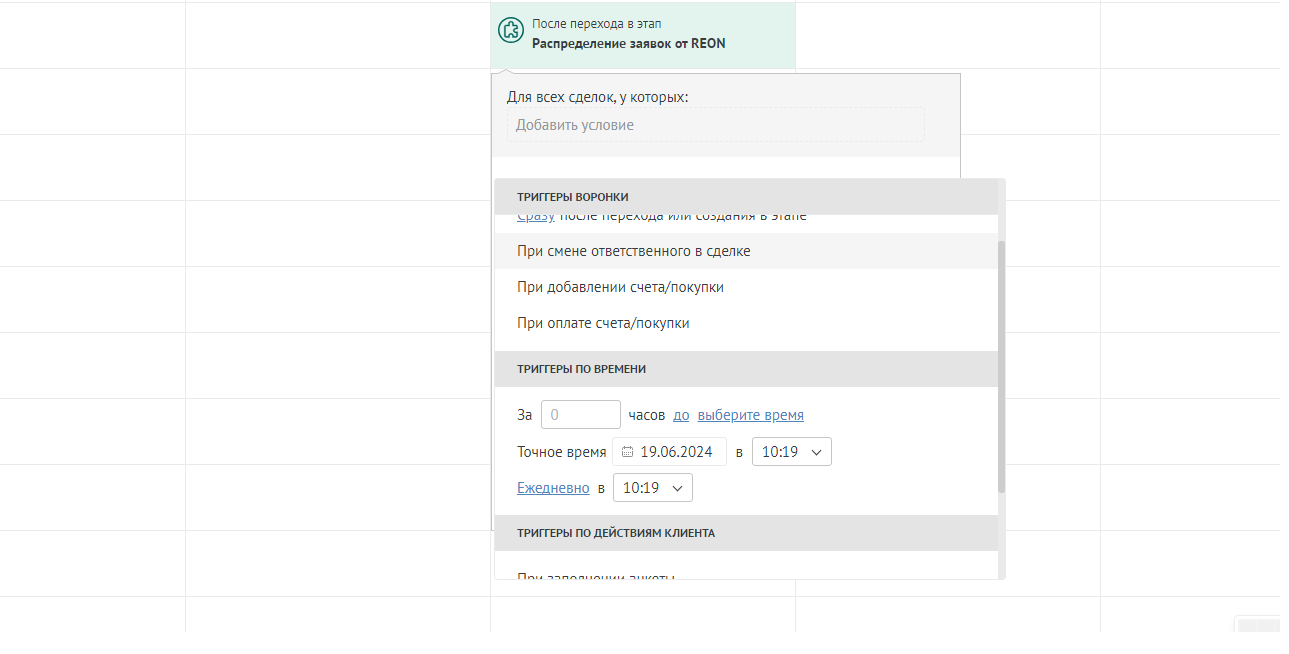 После перехода в этап
Распределение заявок от REON
Для всех сделок, у которых:
Добавить условие
ТРИГГЕРЫ ВОРОНКИ
Сразу после перехода или создания в этапе
При смене ответственного в сделке
При добавлении счета/покупки
При оплате счета/покупки
ТРИГГЕРЫ ПО ВРЕМЕНИ
За 0 часов до выберите время
Точное время 19.06.2024 в 10:19
Ежедневно в 10:19
ТРИГГЕРЫ ПО ДЕЙСТВИЯМ КЛИЕНТА
При заполнении анкеты